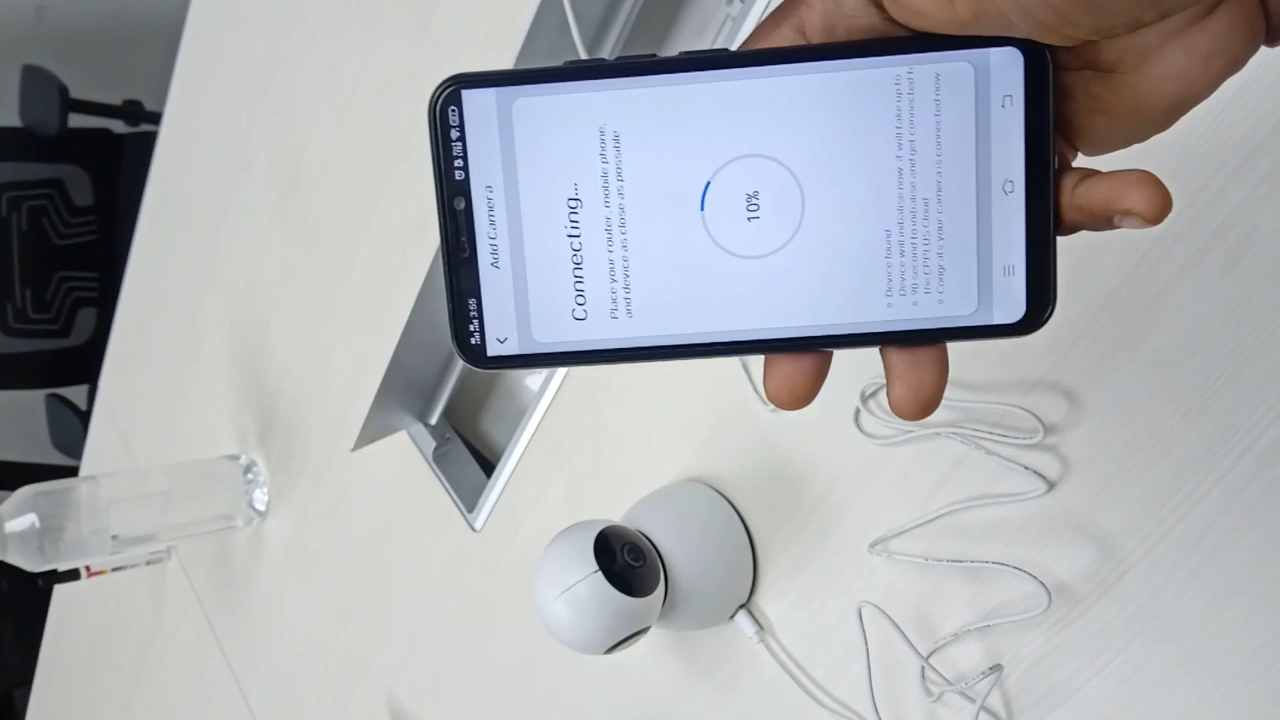 3:55
Add Camera
Connecting...
Place your router, mobile phone,
and device as close as possible
10%
Device found
Device will initialise now, it will take up to
90 second to initialise and get connected to
the CPPLUS Cloud
Congrats your camera is connected now